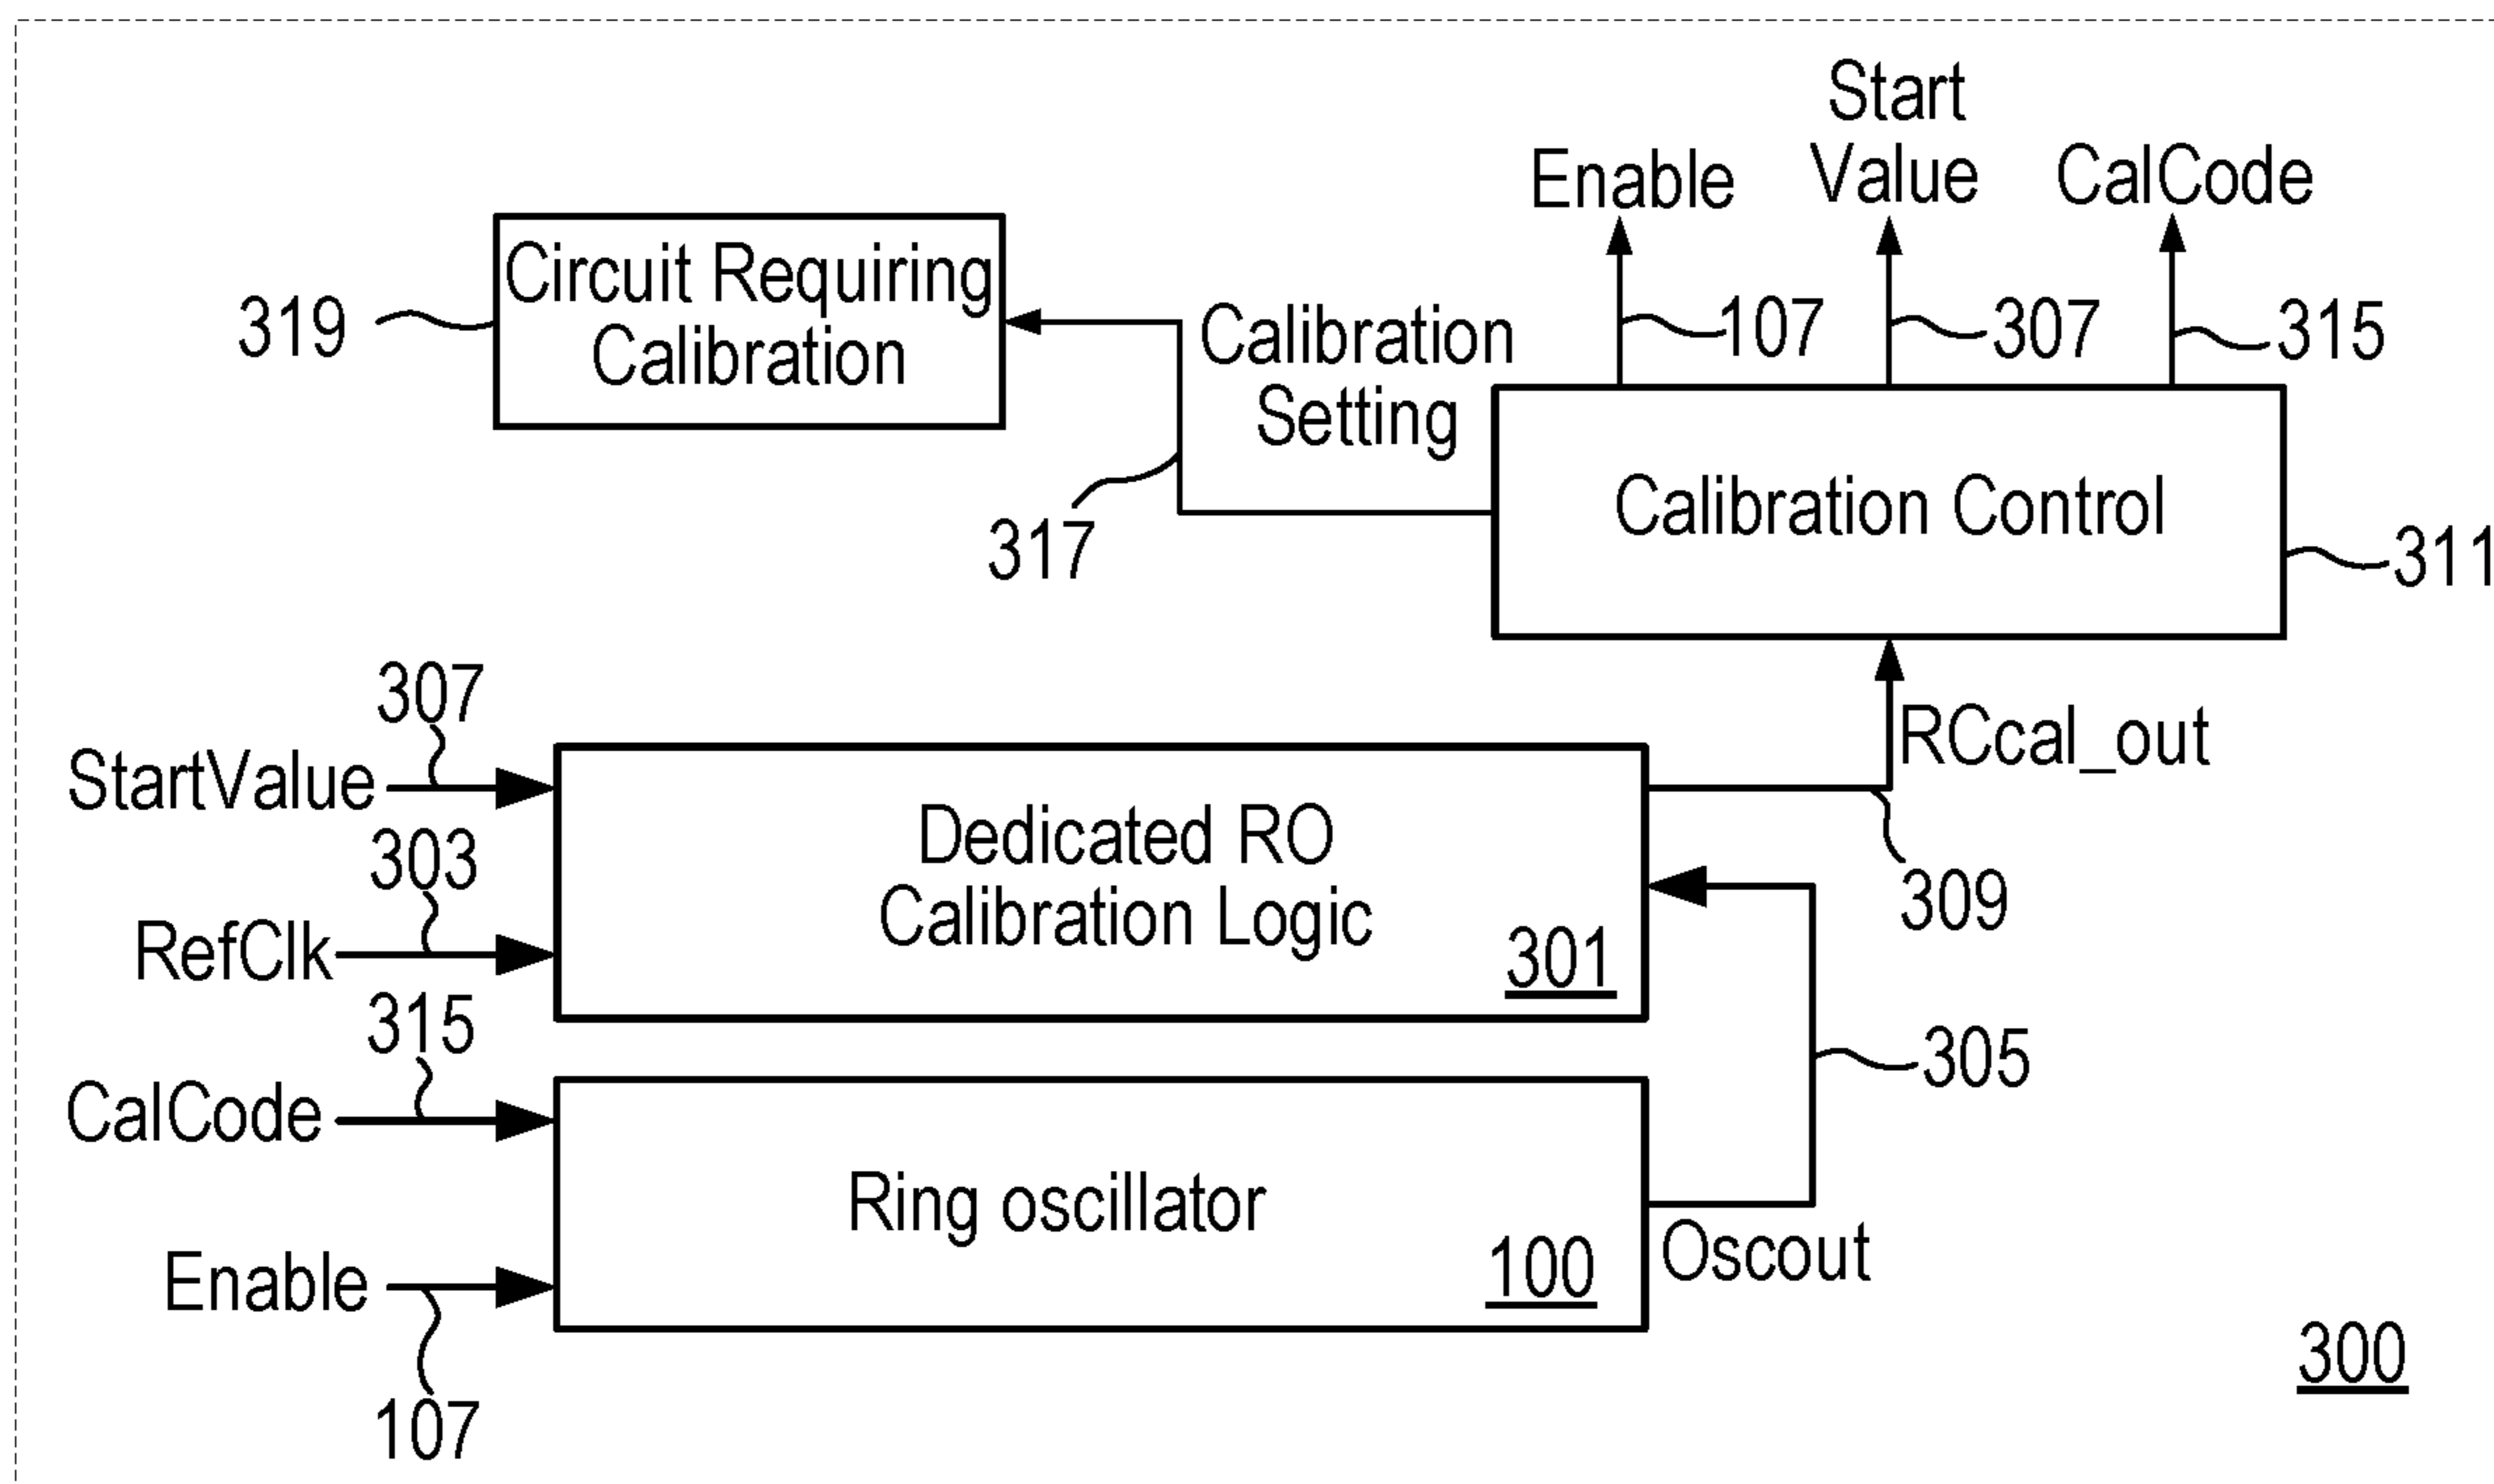 Start
Enable Value CalCode
Circuit Requiring
Calibration
319
Calibration
Setting
107
307
315
Calibration Control
317
311
307
StartValue
RCcal_out
303
Dedicated RO
Calibration Logic
309
RefClk
301
315
305
CalCode
Ring oscillator
Oscout
100
Enable
300
107